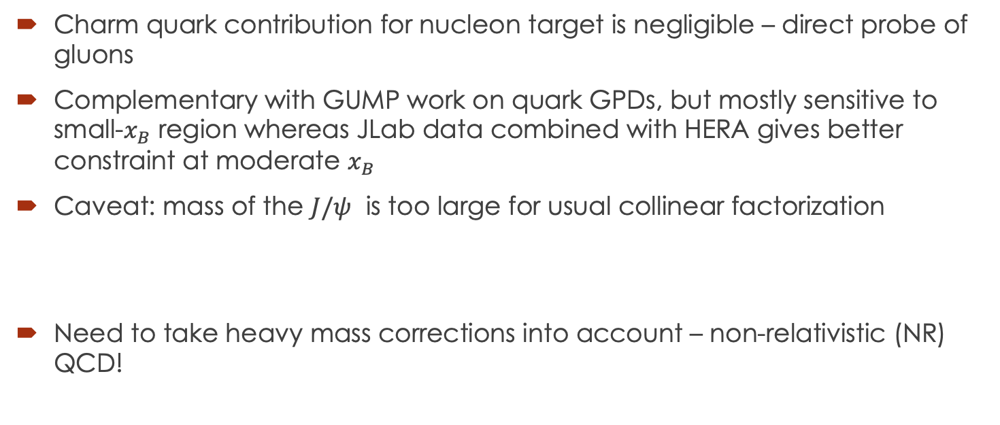 Charm quark contribution for nucleon target is negligible – direct probe of
gluons
Complementary with GUMP work on quark GPDs, but mostly sensitive to
small-$x_B$ region whereas JLab data combined with HERA gives better
constraint at moderate $x_B$
Caveat: mass of the $J/\psi$ is too large for usual collinear factorization
Need to take heavy mass corrections into account – non-relativistic (NR)
QCD!